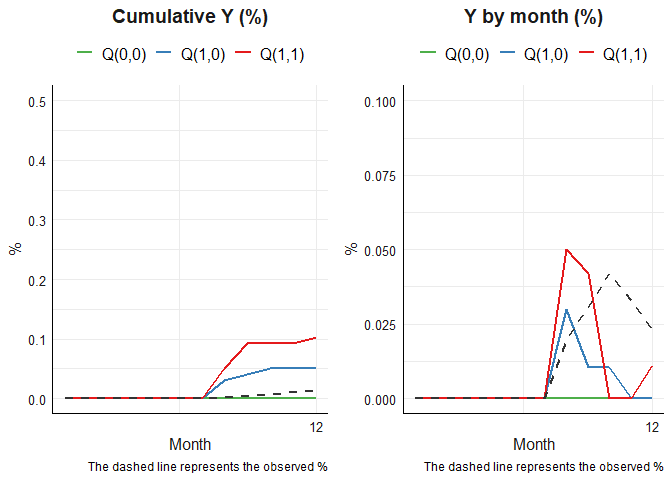 Cumulative Y (%)
Q(0,0) Q(1,0) Q(1,1)
0.5
0.4
0.3
0.2
0.1
0.0
%
12
Month
The dashed line represents the observed %
Y by month (%)
Q(0,0) Q(1,0) Q(1,1)
0.100
0.075
0.050
0.025
0.000
%
12
Month
The dashed line represents the observed %